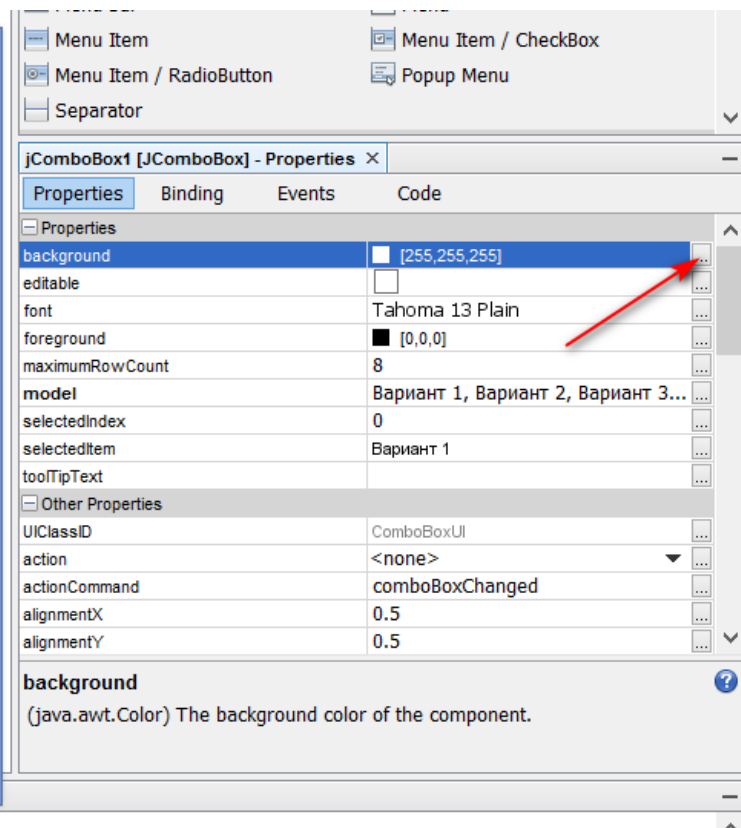 Menu Item
Menu Item / CheckBox
Menu Item / RadioButton
Popup Menu
Separator
jComboBox1 [JComboBox] - Properties ×
Properties Binding Events Code
Properties
background [255,255,255] ...
editable ...
font Tahoma 13 Plain ...
foreground [0,0,0] ...
maximumRowCount 8 ...
model Вариант 1, Вариант 2, Вариант 3... ...
selectedIndex 0 ...
selectedItem Вариант 1 ...
toolTipText ...
Other Properties
UIClassID ComboBoxUI ...
action <none> ...
actionCommand comboBoxChanged ...
alignmentX 0.5 ...
alignmentY 0.5 ...
background
?
(java.awt.Color) The background color of the component.